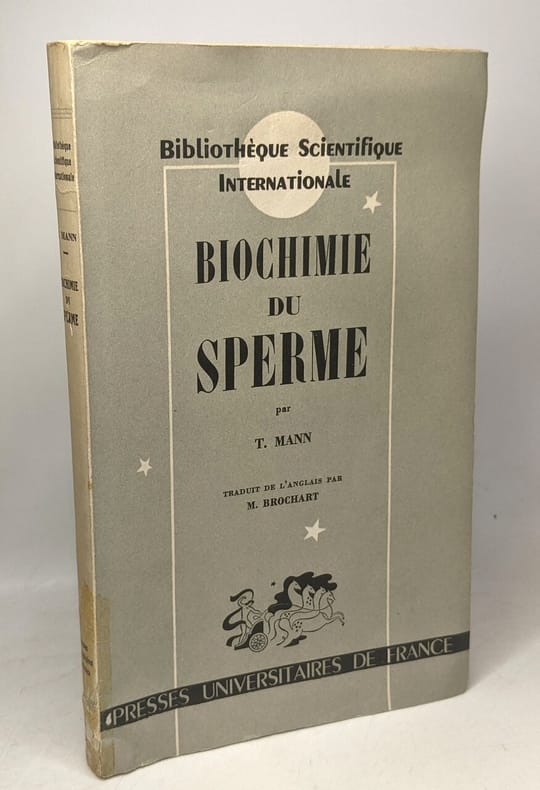 Bibliothèque Scientifique
Internationale
BIOCHIMIE
DU
SPERME
par
T. MANN
TRADUIT DE L'ANGLAIS PAR
M. BROCHART
PRESSES UNIVERSITAIRES DE FRANCE
MANN